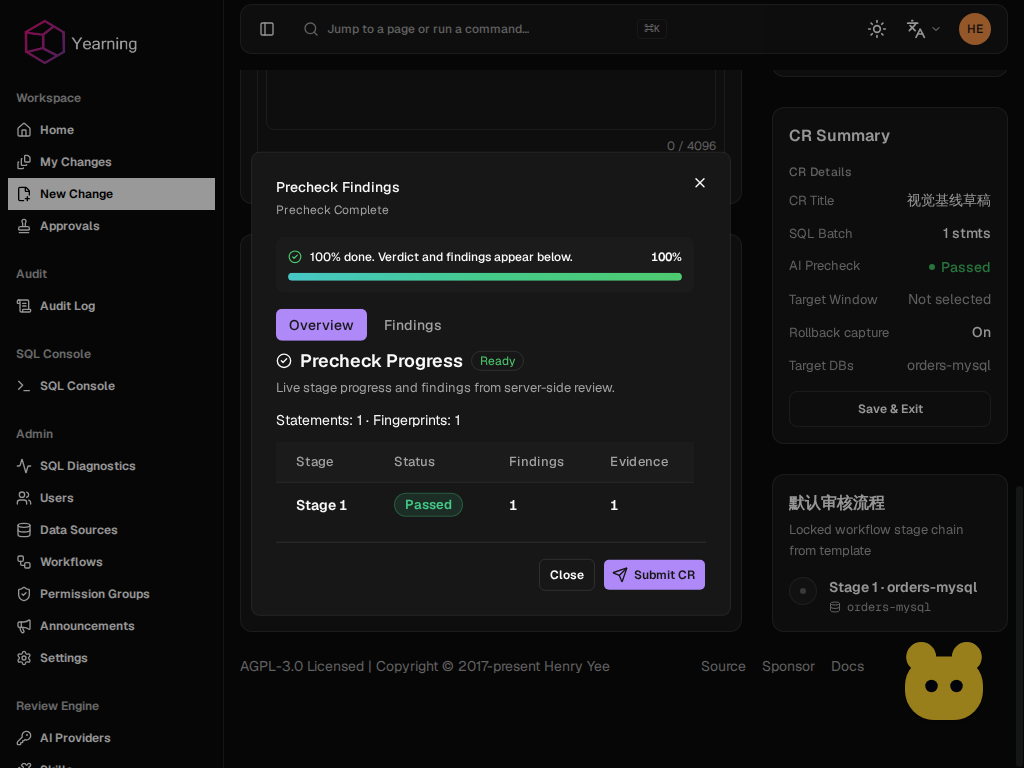 Yearning
Jump to a page or run a command...
⌘K
HE
Workspace
Home
My Changes
New Change
Approvals
Audit
Audit Log
SQL Console
SQL Console
Admin
SQL Diagnostics
Users
Data Sources
Workflows
Permission Groups
Announcements
Settings
Review Engine
AI Providers
Skills
0 / 4096
Precheck Findings
Precheck Complete
100% done. Verdict and findings appear below.
100%
Overview
Findings
Precheck Progress
Ready
Live stage progress and findings from server-side review.
Statements: 1 · Fingerprints: 1
Stage Status Findings Evidence
Stage 1 Passed 1 1
Close
Submit CR
CR Summary
CR Details
CR Title 视觉基线草稿
SQL Batch 1 stmts
AI Precheck Passed
Target Window Not selected
Rollback capture On
Target DBs orders-mysql
Save & Exit
默认审核流程
Locked workflow stage chain
from template
Stage 1 · orders-mysql
orders-mysql
AGPL-3.0 Licensed | Copyright © 2017-present Henry Yee
Source
Sponsor
Docs